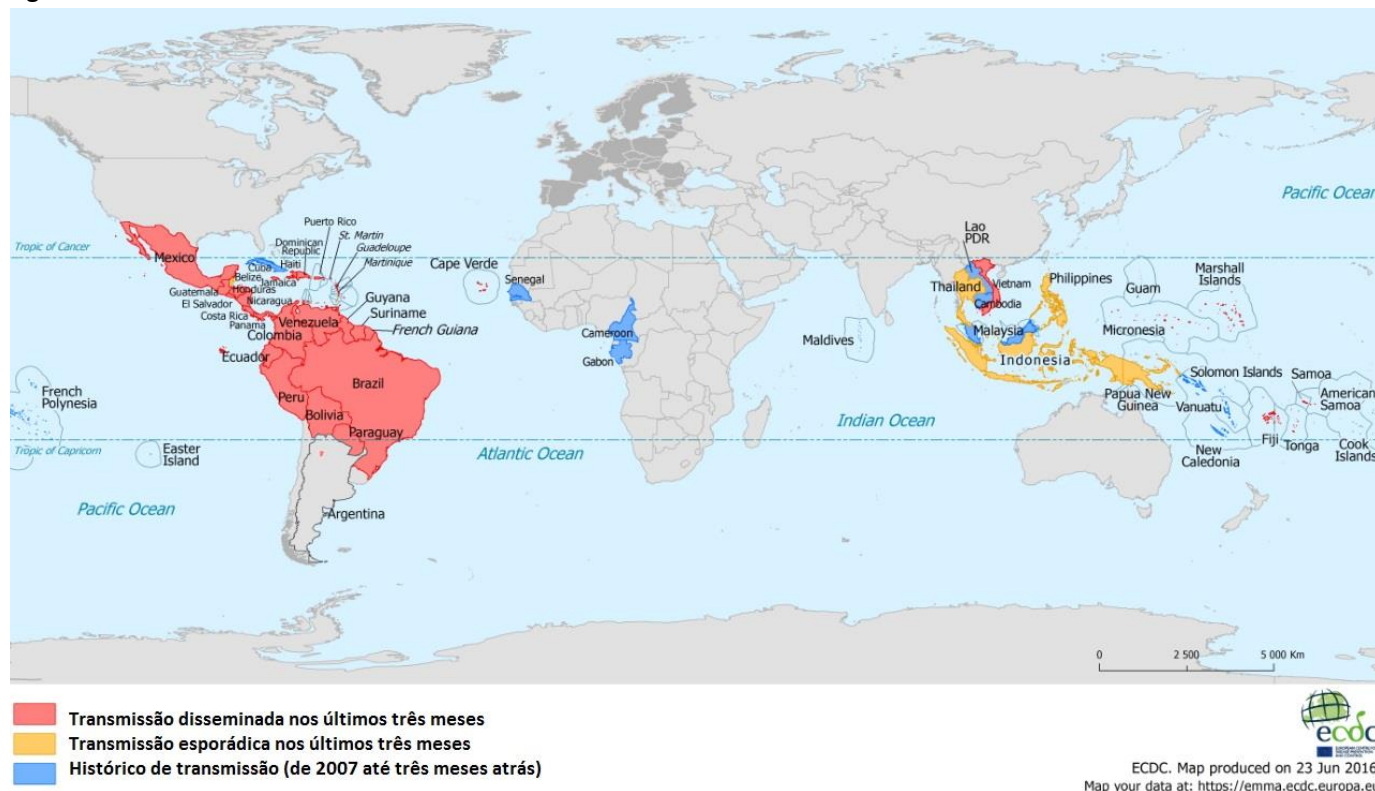 Pacific Ocean
Tropic of Cancer
Mexico
Puerto Rico
St. Martin
Guadeloupe
Martinique
Dominican
Republic
Cuba
Haiti
Belize
Jamaica
Honduras
Guatemala
El Salvador
Nicaragua
Costa Rica
Panama
Venezuela
Colombia
Guyana
Suriname
French Guiana
Ecuador
Brazil
Peru
Bolivia
Paraguay
Argentina
Cape Verde
Senegal
Cameroon
Gabon
Maldives
Lao
PDR
Thailand
Vietnam
Cambodia
Philippines
Malaysia
Indonesia
Guam
Marshall
Islands
Micronesia
Solomon Islands
Samoa
Papua New
Guinea
Vanuatu
American
Samoa
New
Caledonia
Fiji
Tonga
Cook
Islands
French
Polynesia
Easter
Island
Tropic of Capricorn
Pacific Ocean
Atlantic Ocean
Indian Ocean
0 2 500 5 000 Km
Transmissão disseminada nos últimos três meses
Transmissão esporádica nos últimos três meses
Histórico de transmissão (de 2007 até três meses atrás)
ecdc
ECDC. Map produced on 23 Jun 2016
Map your data at: https://emma.ecdc.europa.eu